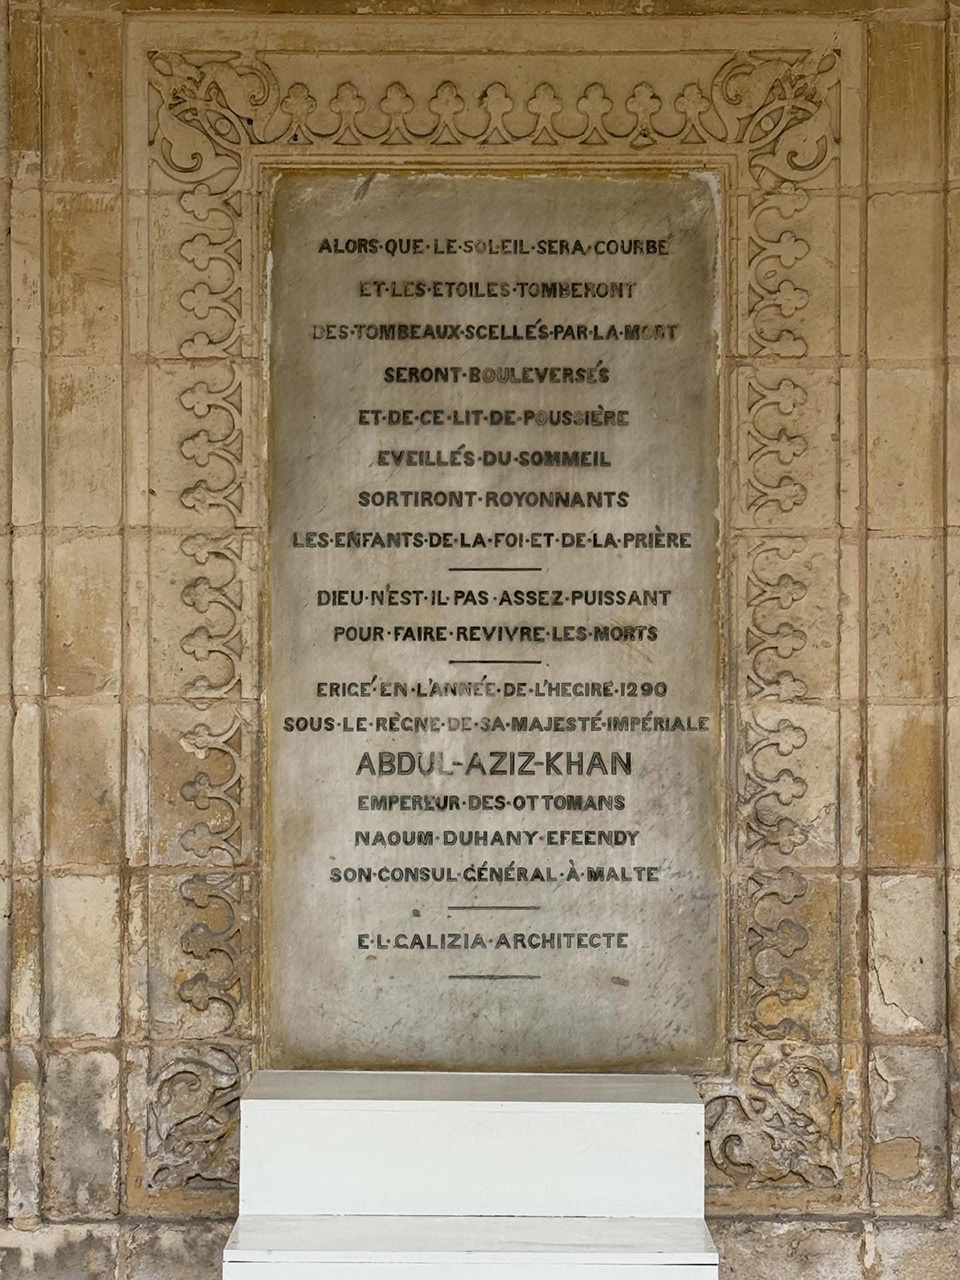 ALORS·QUE·LE·SOLEIL·SERA·COURBÉ
ET·LES·ETOILES·TOMBERONT
DES·TOMBEAUX·SCELLÉS·PAR·LA·MORT
SERONT·BOULEVERSÉS
ET·DE·CE·LIT·DE·POUSSIÈRE
EVEILLÉS·DU·SOMMEIL
SORTIRONT·ROYONNANTS
LES·ENFANTS·DE·LA·FOI·ET·DE·LA·PRIÈRE
DIEU·N'EST·IL·PAS·ASSEZ·PUISSANT
POUR·FAIRE·REVIVRE·LES·MORTS
ERIGÉ·EN·L'ANNÉE·DE·L'HEGIRE·1290
SOUS·LE·RÈGNE·DE·SA·MAJESTÉ·IMPÉRIALE
ABDUL-AZIZ-KHAN
EMPEREUR·DES·OTTOMANS
NAOUM·DUHANY·EFEENDY
SON·CONSUL·GÉNÉRAL·À·MALTE
E·L·GALIZIA·ARCHITECTE